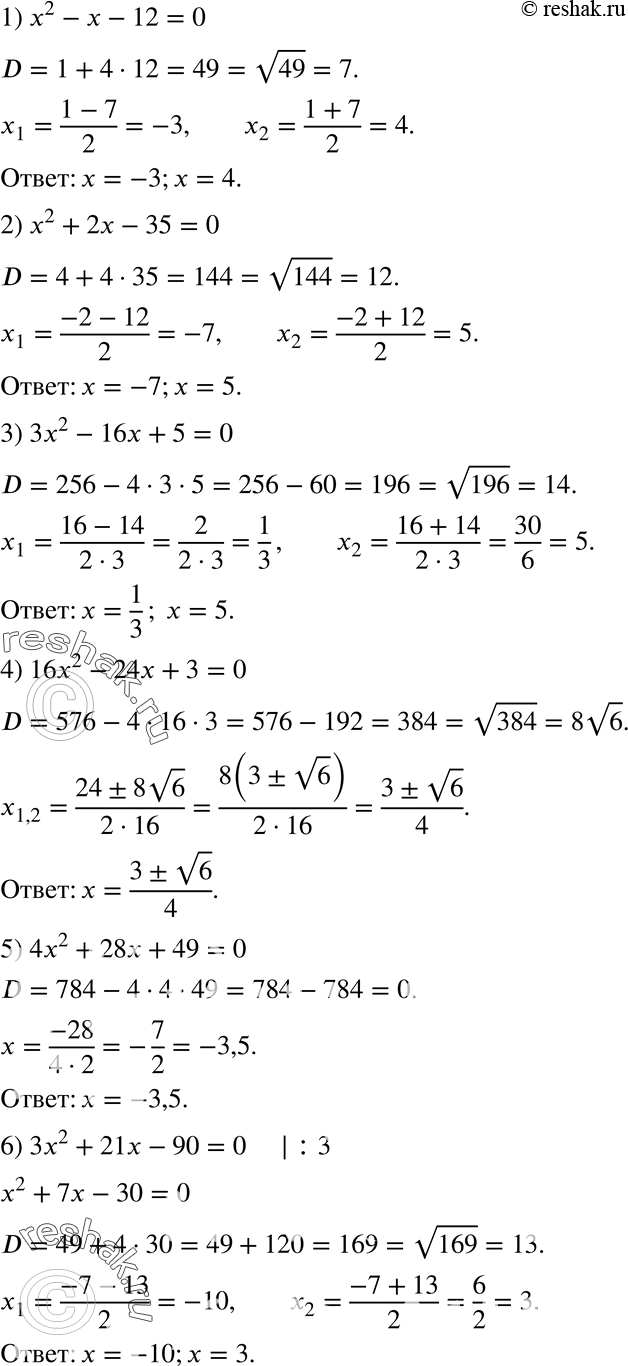 © reshak.ru
1) x² − x − 12 = 0
D = 1 + 4 · 12 = 49 = √49 = 7.
x₁ = (1 − 7)/2 = −3, x₂ = (1 + 7)/2 = 4.
Ответ: x = −3; x = 4.
2) x² + 2x − 35 = 0
D = 4 + 4 · 35 = 144 = √144 = 12.
x₁ = (−2 − 12)/2 = −7, x₂ = (−2 + 12)/2 = 5.
Ответ: x = −7; x = 5.
3) 3x² − 16x + 5 = 0
D = 256 − 4 · 3 · 5 = 256 − 60 = 196 = √196 = 14.
x₁ = (16 − 14)/(2 · 3) = 2/(2 · 3) = 1/3, x₂ = (16 + 14)/(2 · 3) = 30/6 = 5.
Ответ: x = 1/3; x = 5.
reshak.ru
©
4) 16x² − 24x + 3 = 0
D = 576 − 4 · 16 · 3 = 576 − 192 = 384 = √384 = 8√6.
x₁,₂ = (24 ± 8√6)/(2 · 16) = 8(3 ± √6)/(2 · 16) = (3 ± √6)/4.
Ответ: x = (3 ± √6)/4.
5) 4x² + 28x + 49 = 0
D = 784 − 4 · 4 · 49 = 784 − 784 = 0.
x = −28/(4 · 2) = −7/2 = −3,5.
Ответ: x = −3,5.
6) 3x² + 21x − 90 = 0 | : 3
x² + 7x − 30 = 0
D = 49 + 4 · 30 = 49 + 120 = 169 = √169 = 13.
x₁ = (−7 − 13)/2 = −10, x₂ = (−7 + 13)/2 = 6/2 = 3.
Ответ: x = −10; x = 3.
reshak.ru
©